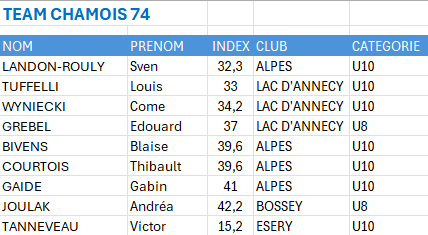 TEAM CHAMOIS 74
NOM PRENOM INDEX CLUB CATEGORIE
LANDON-ROULY Sven 32,3 ALPES U10
TUFFELLI Louis 33 LAC D'ANNECY U10
WYNIECKI Come 34,2 LAC D'ANNECY U10
GREBEL Edouard 37 LAC D'ANNECY U8
BIVENS Blaise 39,6 ALPES U10
COURTOIS Thibault 39,6 ALPES U10
GAIDE Gabin 41 ALPES U10
JOULAK Andréa 42,2 BOSSEY U8
TANNEVEAU Victor 15,2 ESERY U10